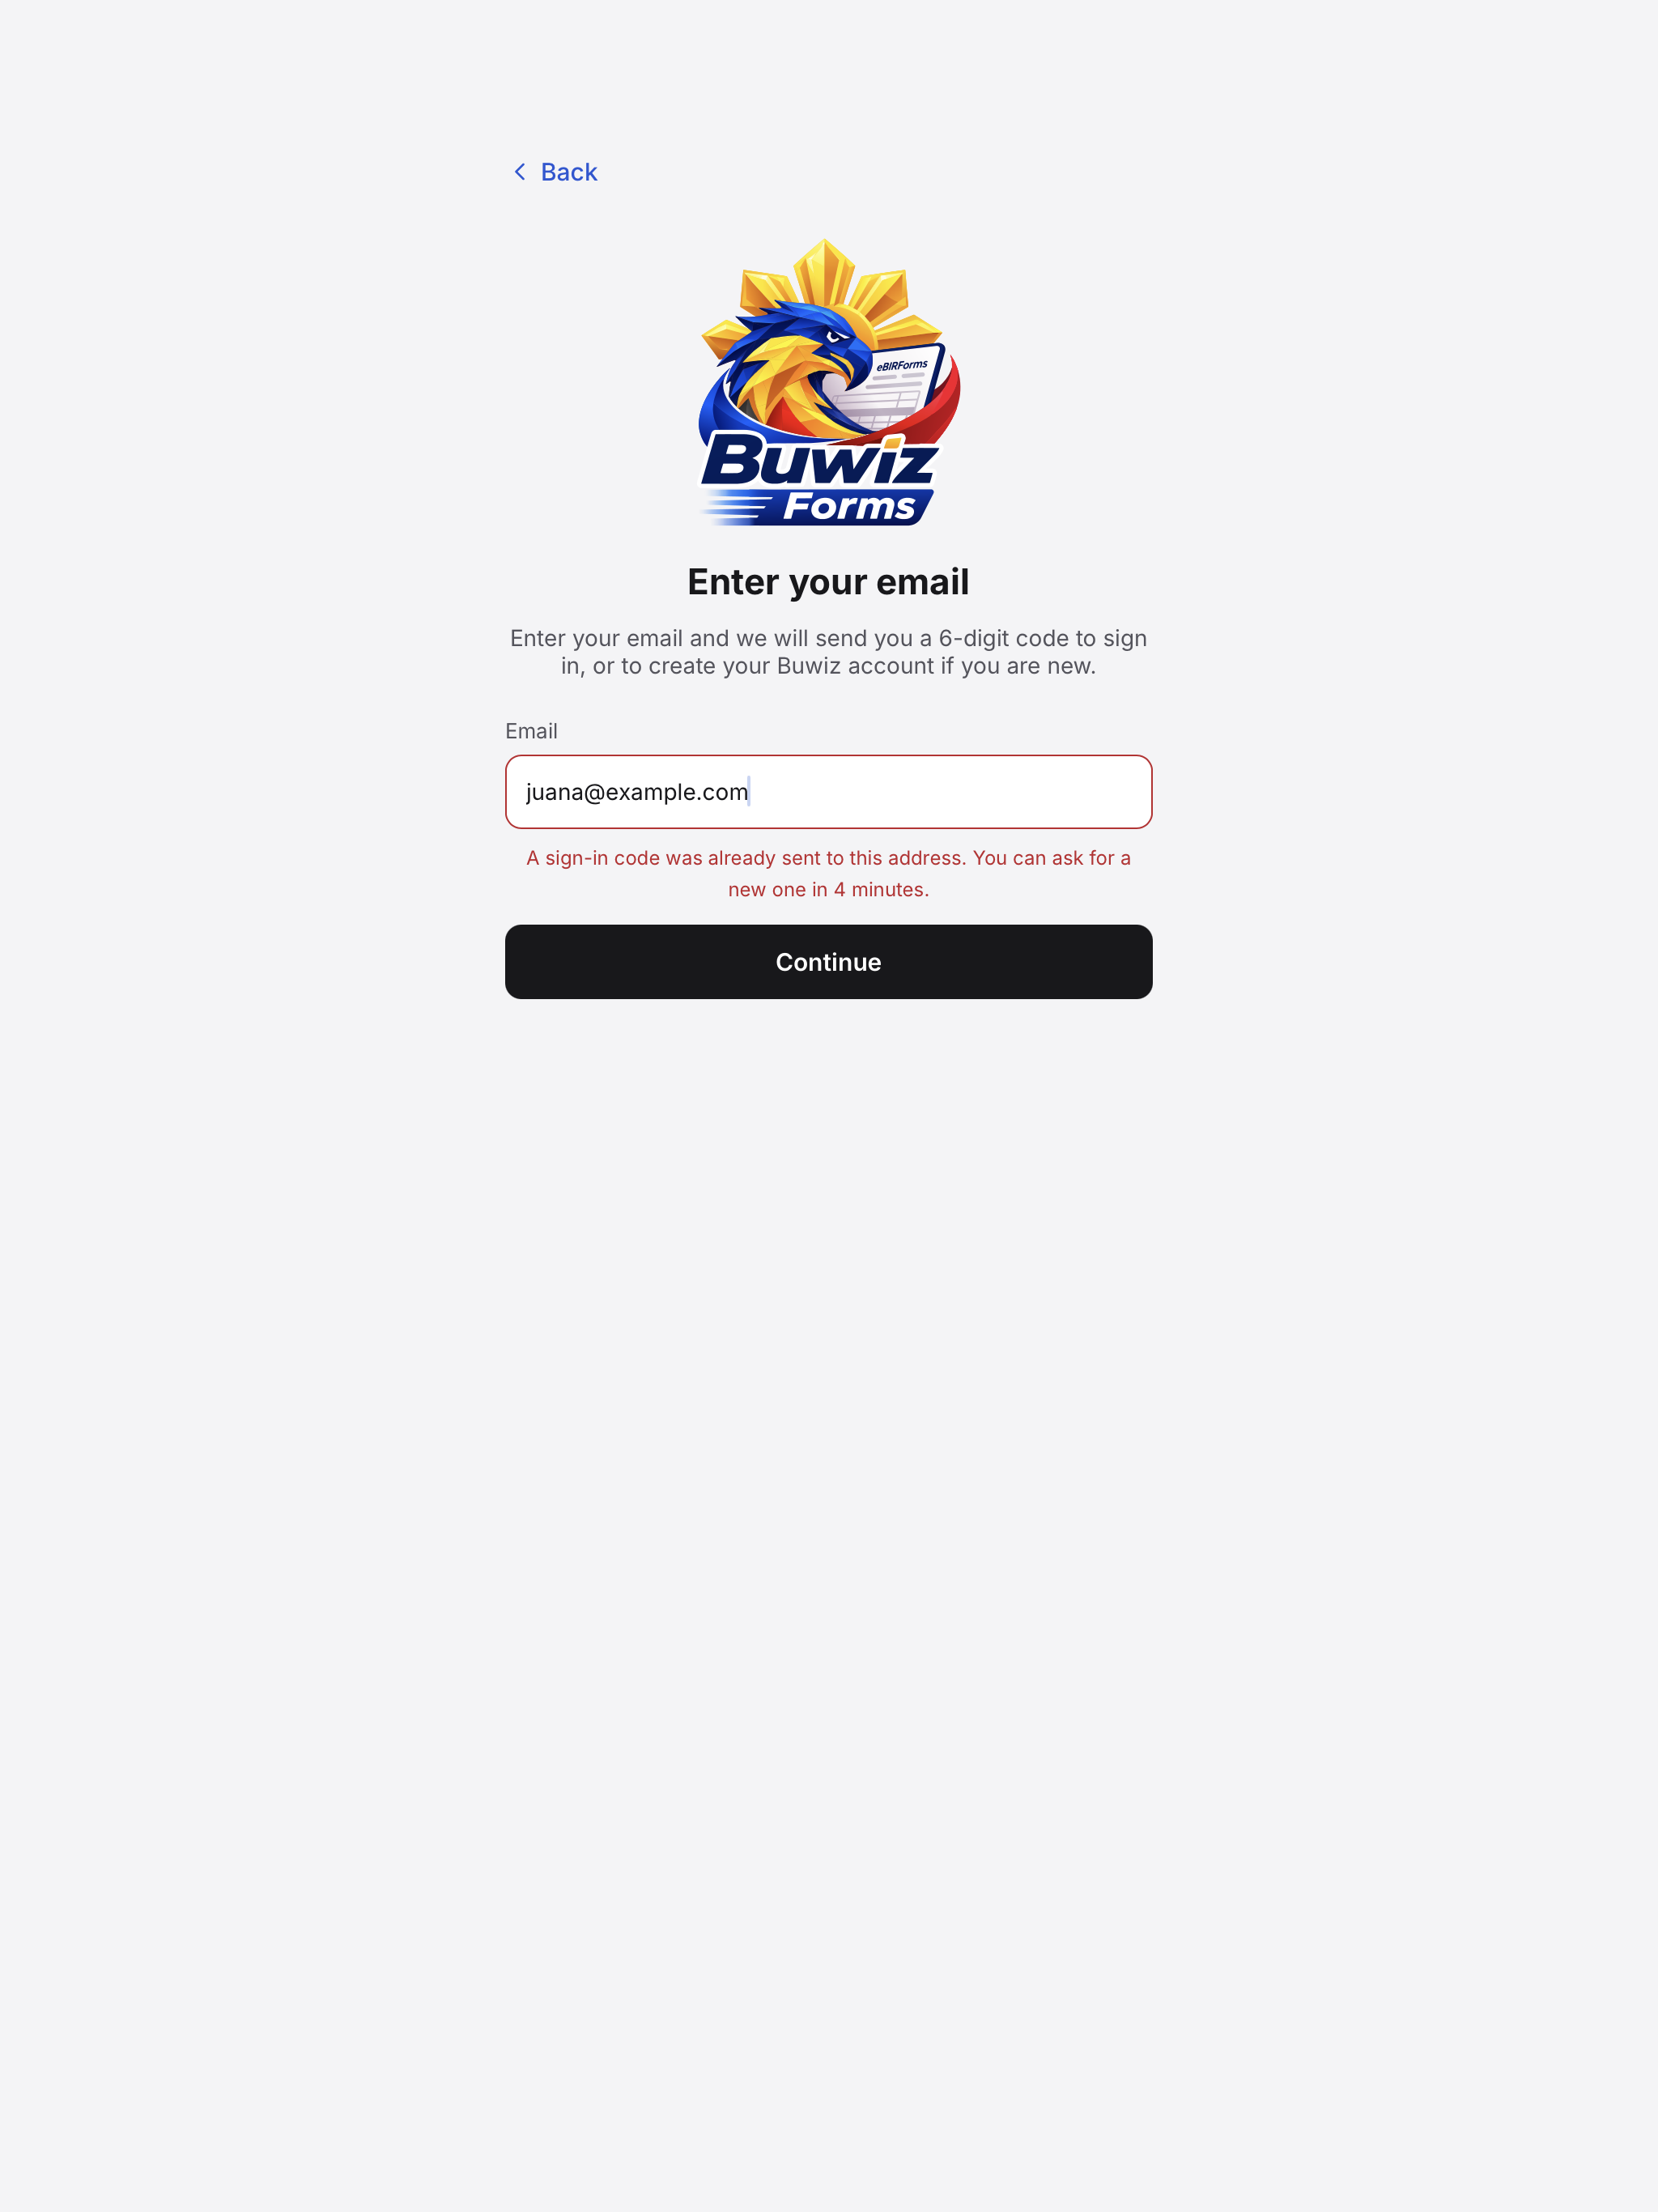 Back
eBIRForms
Buwiz
Forms
Enter your email
Enter your email and we will send you a 6-digit code to sign
in, or to create your Buwiz account if you are new.
Email
juana@example.com
A sign-in code was already sent to this address. You can ask for a
new one in 4 minutes.
Continue